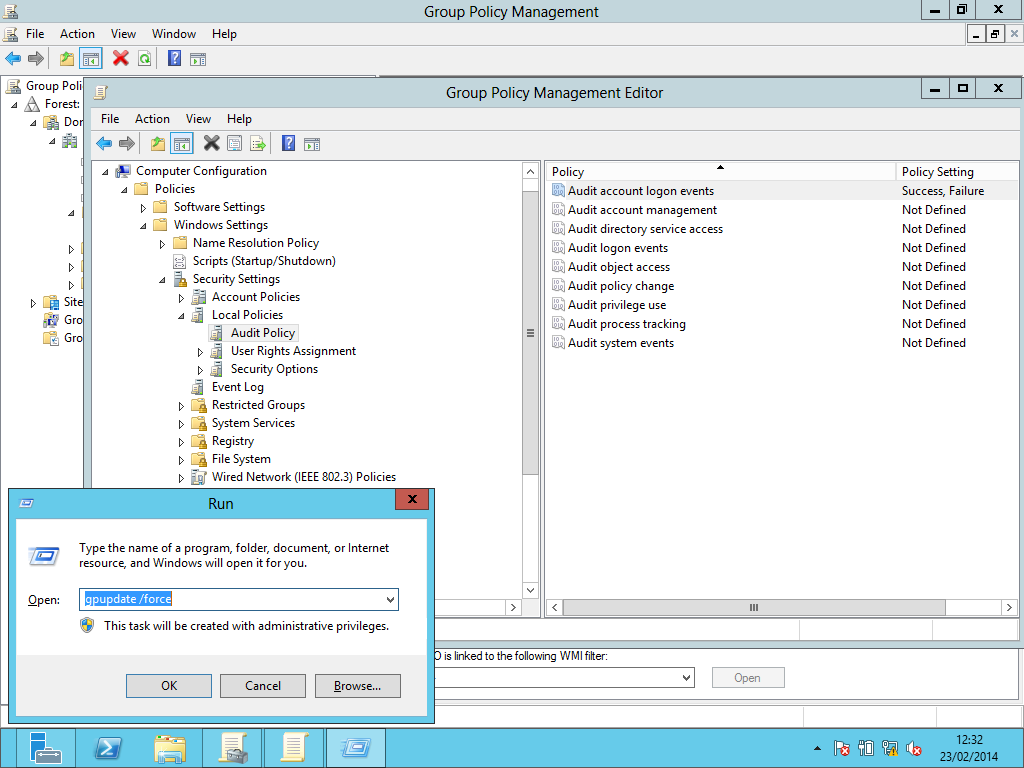 Group Policy Management
File Action View Window Help
Group Poli
Forest:
Dor
Site
Gro
Gro
Group Policy Management Editor
File Action View Help
Computer Configuration
Policies
Software Settings
Windows Settings
Name Resolution Policy
Scripts (Startup/Shutdown)
Security Settings
Account Policies
Local Policies
Audit Policy
User Rights Assignment
Security Options
Event Log
Restricted Groups
System Services
Registry
File System
Wired Network (IEEE 802.3) Policies
Policy Policy Setting
Audit account logon events Success, Failure
Audit account management Not Defined
Audit directory service access Not Defined
Audit logon events Not Defined
Audit object access Not Defined
Audit policy change Not Defined
Audit privilege use Not Defined
Audit process tracking Not Defined
Audit system events Not Defined
O is linked to the following WMI filter:
Open
Run
Type the name of a program, folder, document, or Internet
resource, and Windows will open it for you.
Open: gpupdate /force
This task will be created with administrative privileges.
OK Cancel Browse...
12:32
23/02/2014